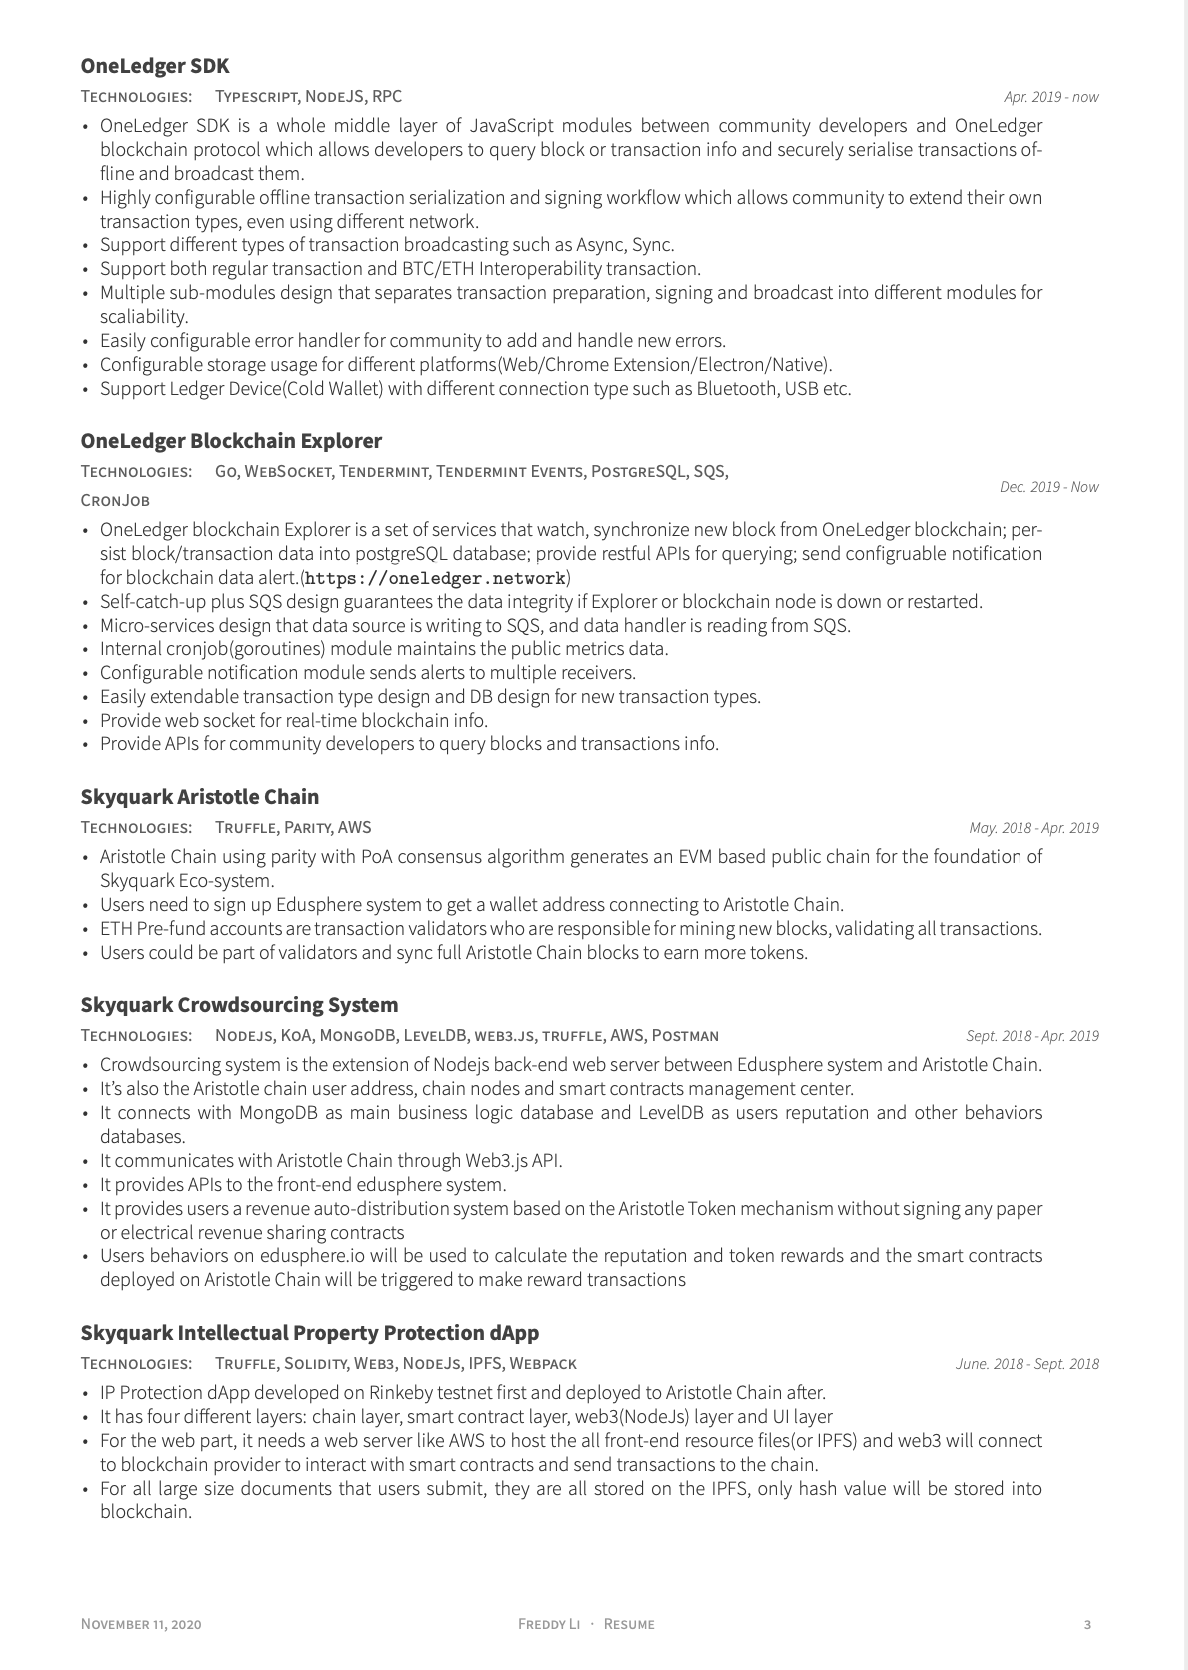 OneLedger SDK
Technologies: Typescript, NodeJS, RPC
Apr. 2019 - now
• OneLedger SDK is a whole middle layer of JavaScript modules between community developers and OneLedger
blockchain protocol which allows developers to query block or transaction info and securely serialise transactions of-
fline and broadcast them.
• Highly configurable offline transaction serialization and signing workflow which allows community to extend their own
transaction types, even using different network.
• Support different types of transaction broadcasting such as Async, Sync.
• Support both regular transaction and BTC/ETH Interoperability transaction.
• Multiple sub-modules design that separates transaction preparation, signing and broadcast into different modules for
scaliability.
• Easily configurable error handler for community to add and handle new errors.
• Configurable storage usage for different platforms(Web/Chrome Extension/Electron/Native).
• Support Ledger Device(Cold Wallet) with different connection type such as Bluetooth, USB etc.
OneLedger Blockchain Explorer
Technologies: Go, WebSocket, Tendermint, Tendermint Events, PostgreSQL, SQS,
CronJob
Dec. 2019 - Now
• OneLedger blockchain Explorer is a set of services that watch, synchronize new block from OneLedger blockchain; per-
sist block/transaction data into postgreSQL database; provide restful APIs for querying; send configruable notification
for blockchain data alert.(https://oneledger.network)
• Self-catch-up plus SQS design guarantees the data integrity if Explorer or blockchain node is down or restarted.
• Micro-services design that data source is writing to SQS, and data handler is reading from SQS.
• Internal cronjob(goroutines) module maintains the public metrics data.
• Configurable notification module sends alerts to multiple receivers.
• Easily extendable transaction type design and DB design for new transaction types.
• Provide web socket for real-time blockchain info.
• Provide APIs for community developers to query blocks and transactions info.
Skyquark Aristotle Chain
Technologies: Truffle, Parity, AWS
May. 2018 - Apr. 2019
• Aristotle Chain using parity with PoA consensus algorithm generates an EVM based public chain for the foundation of
Skyquark Eco-system.
• Users need to sign up Edusphere system to get a wallet address connecting to Aristotle Chain.
• ETH Pre-fund accounts are transaction validators who are responsible for mining new blocks, validating all transactions.
• Users could be part of validators and sync full Aristotle Chain blocks to earn more tokens.
Skyquark Crowdsourcing System
Technologies: Nodejs, KoA, MongoDB, LevelDB, web3.js, truffle, AWS, Postman
Sept. 2018 - Apr. 2019
• Crowdsourcing system is the extension of Nodejs back-end web server between Edusphere system and Aristotle Chain.
• It's also the Aristotle chain user address, chain nodes and smart contracts management center.
• It connects with MongoDB as main business logic database and LevelDB as users reputation and other behaviors
databases.
• It communicates with Aristotle Chain through Web3.js API.
• It provides APIs to the front-end edusphere system.
• It provides users a revenue auto-distribution system based on the Aristotle Token mechanism without signing any paper
or electrical revenue sharing contracts
• Users behaviors on edusphere.io will be used to calculate the reputation and token rewards and the smart contracts
deployed on Aristotle Chain will be triggered to make reward transactions
Skyquark Intellectual Property Protection dApp
Technologies: Truffle, Solidity, Web3, NodeJs, IPFS, Webpack
June. 2018 - Sept. 2018
• IP Protection dApp developed on Rinkeby testnet first and deployed to Aristotle Chain after.
• It has four different layers: chain layer, smart contract layer, web3(NodeJs) layer and UI layer
• For the web part, it needs a web server like AWS to host the all front-end resource files(or IPFS) and web3 will connect
to blockchain provider to interact with smart contracts and send transactions to the chain.
• For all large size documents that users submit, they are all stored on the IPFS, only hash value will be stored into
blockchain.
November 11, 2020
Freddy Li · Resume
3